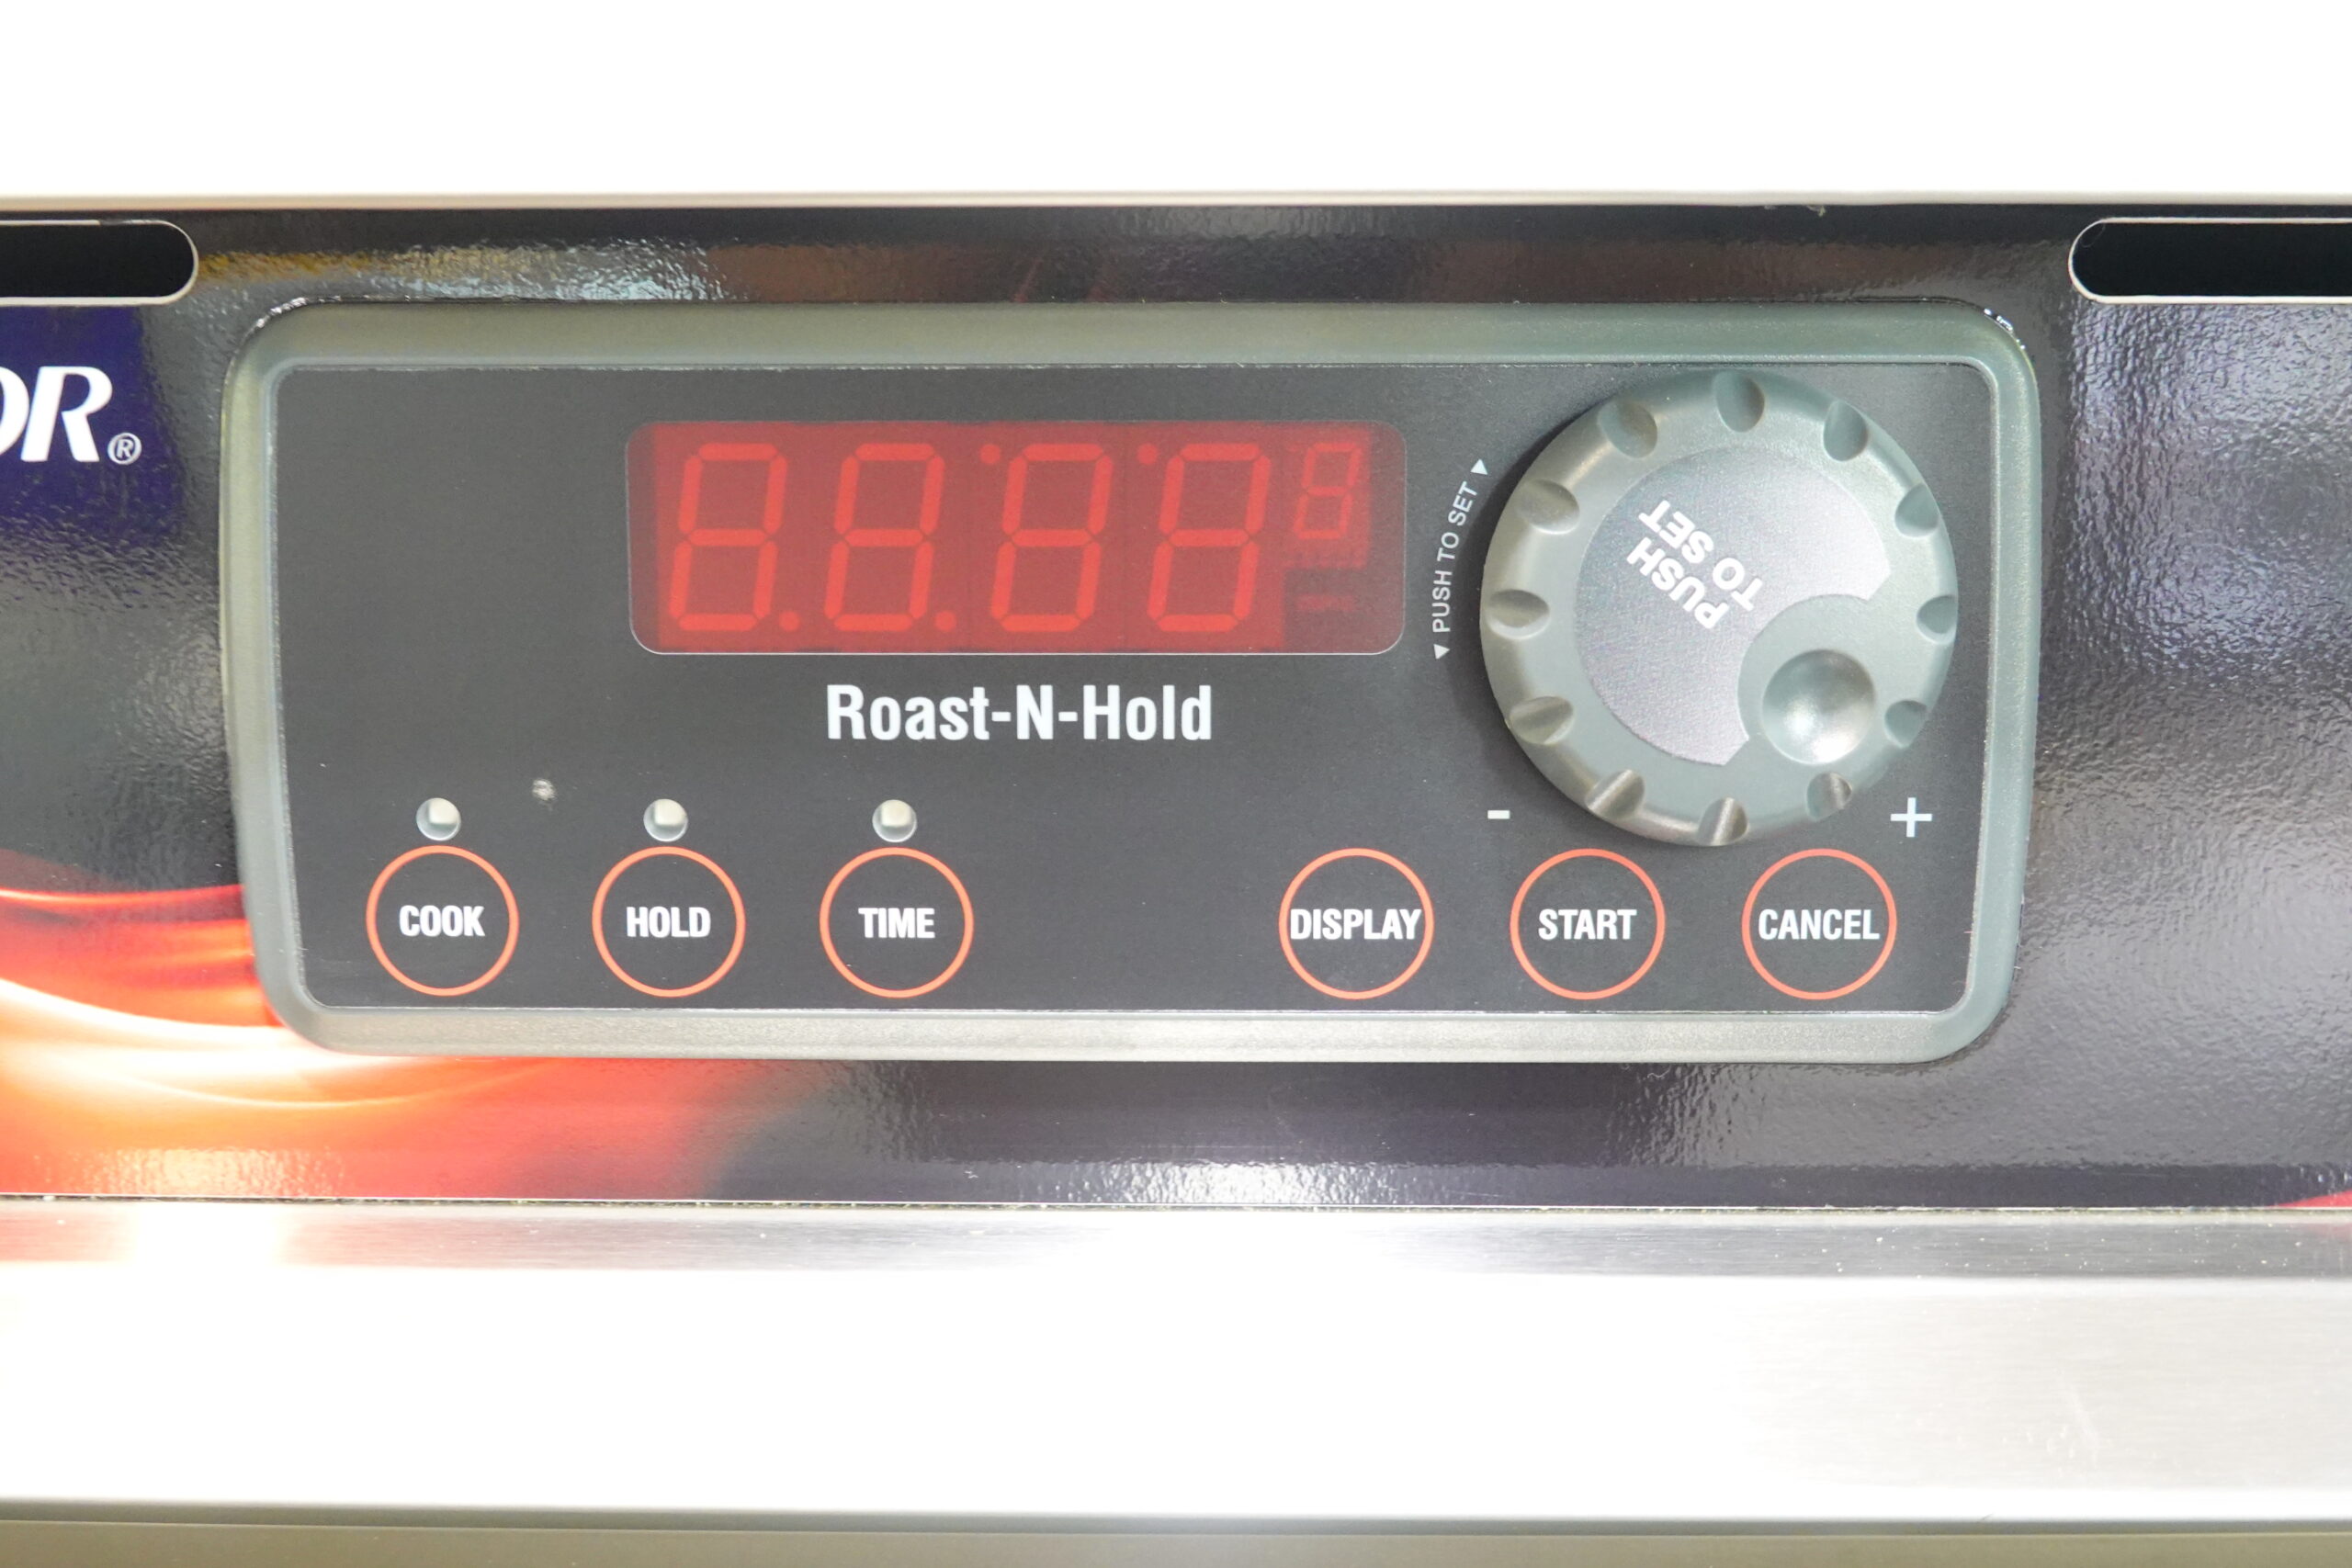 OR®
8.8.8 8 8
◄ PUSH TO SET ►
PUSH
TO SET
Roast-N-Hold
- +
COOK HOLD TIME DISPLAY START CANCEL